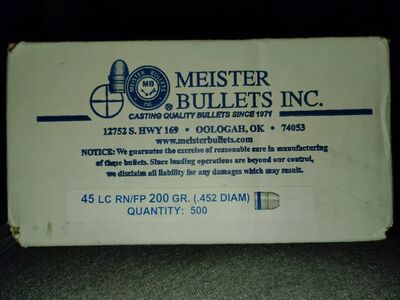 MEISTER
BULLETS INC.
MEISTER BULLETS
MB
INC
®
CASTING QUALITY BULLETS SINCE 1971
12752 S. HWY 169 • OOLOGAH, OK • 74053
www.meisterbullets.com
NOTICE: We guarantee the exercise of reasonable care in manufacturing
of these bullets. Since loading operations are beyond our control,
we disclaim all liability for any damages which may result.
45 LC RN/FP 200 GR. (.452 DIAM)
QUANTITY: 500